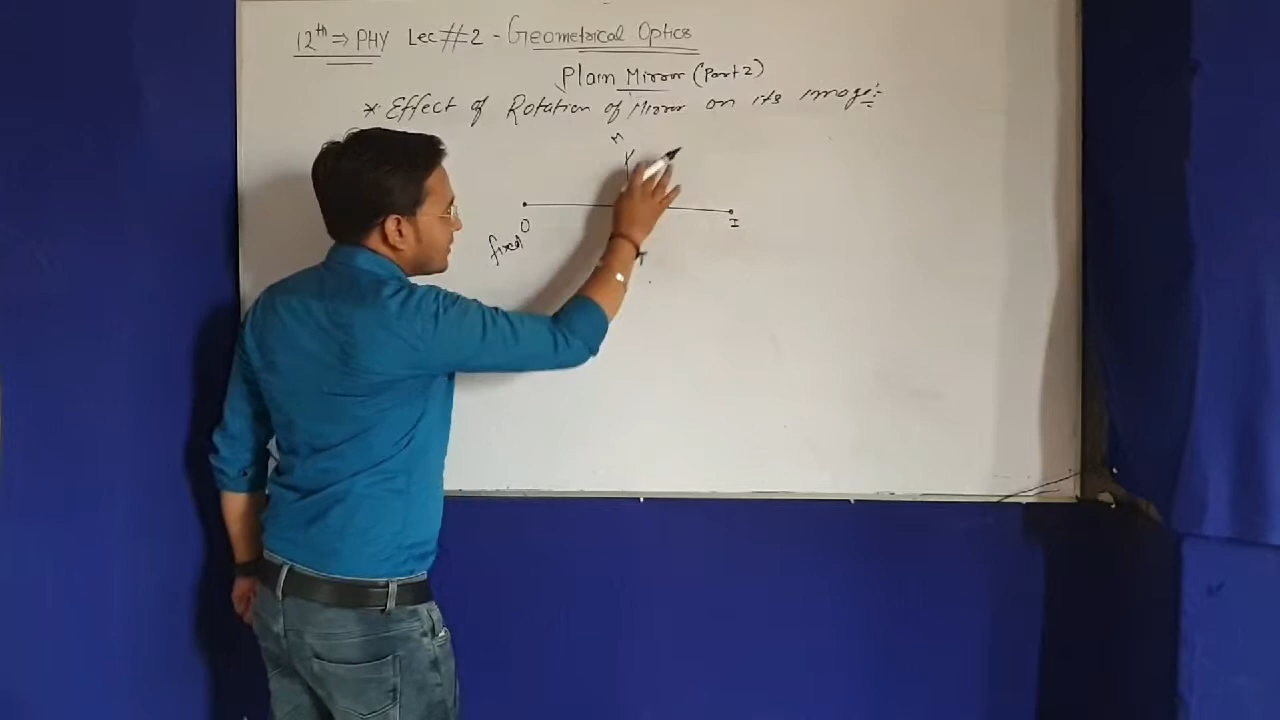 12th ⇒ PHY Lec #2 - Geometrical Optics
Plain Mirror (Part 2)
* Effect of Rotation of Mirror on its image:-
M
O
I
fixed